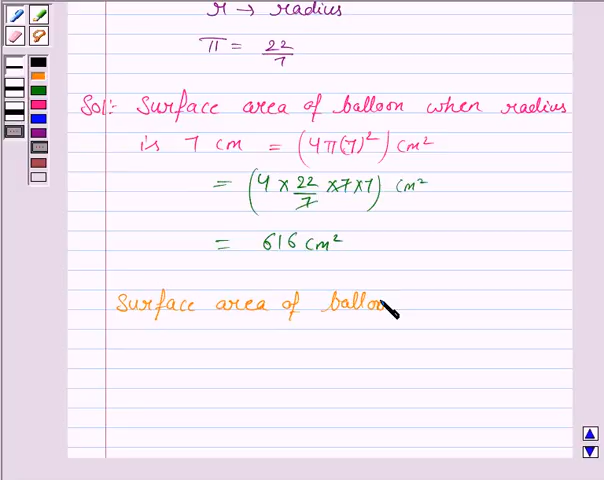 r → radius
π = 22/7
Sol:- Surface area of balloon when radius
is 7 cm = (4π(7)²) cm²
= (4 × 22/7 × 7 × 7) cm²
= 616 cm²
Surface area of balloo